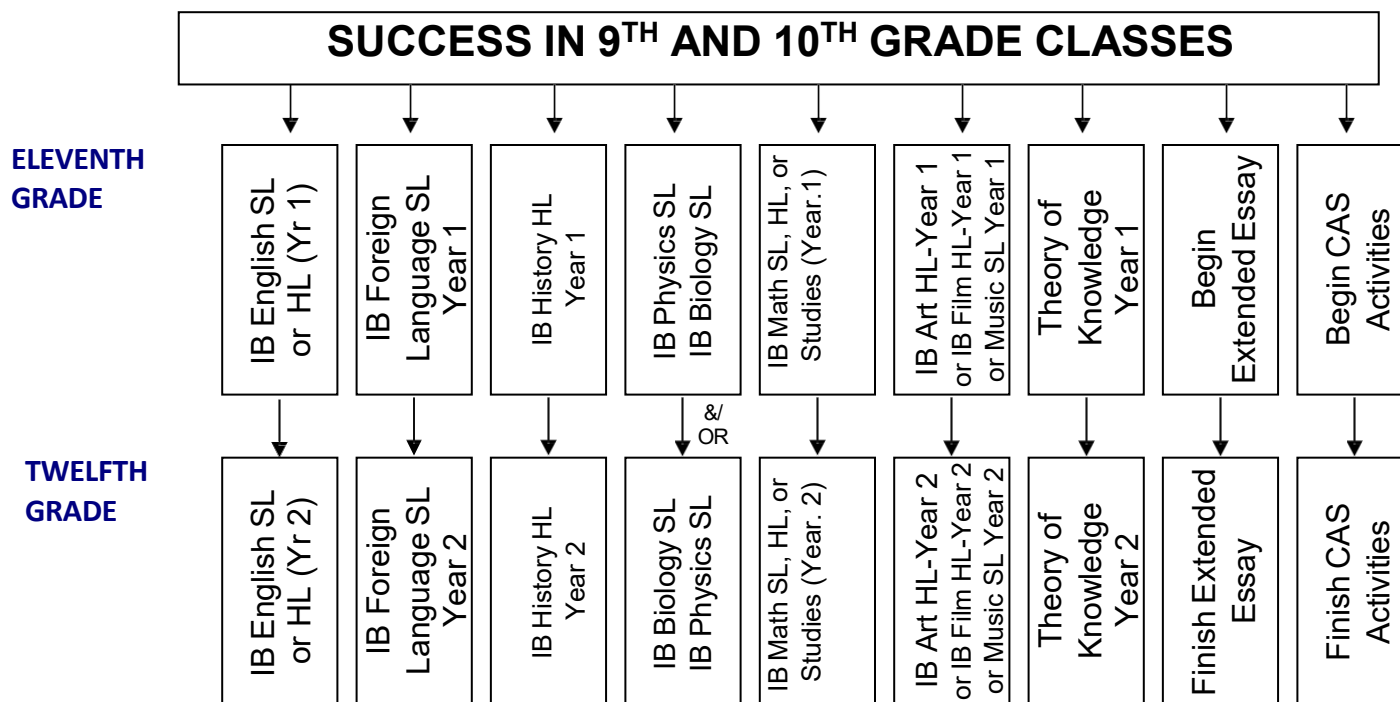 SUCCESS IN 9TH AND 10TH GRADE CLASSES
ELEVENTH
GRADE
IB English SL
or HL (Yr 1)
IB Foreign
Language SL
Year 1
IB History HL
Year 1
IB Physics SL
IB Biology SL
IB Math SL, HL, or
Studies (Year.1)
IB Art HL-Year 1
or IB Film HL-Year 1
or Music SL Year 1
Theory of
Knowledge
Year 1
Begin
Extended Essay
Begin CAS
Activities
&/
OR
TWELFTH
GRADE
IB English SL
or HL (Yr 2)
IB Foreign
Language SL
Year 2
IB History HL
Year 2
IB Biology SL
IB Physics SL
IB Math SL, HL, or
Studies (Year. 2)
IB Art HL-Year 2
or IB Film HL-Year 2
or Music SL Year 2
Theory of
Knowledge
Year 2
Finish Extended
Essay
Finish CAS
Activities